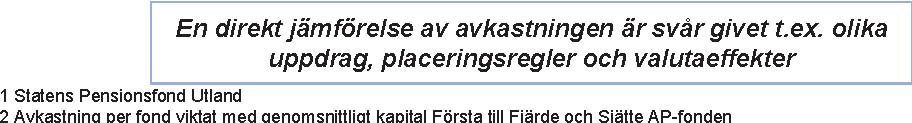 En direkt jämförelse av avkastningen är svår givet t.ex. olika
uppdrag, placeringsregler och valutaeffekter
1 Statens Pensionsfond Utland
2 Avkastning per fond viktat med genomsnittligt kapital Första till Fjärde och Sjätte AP-fonden